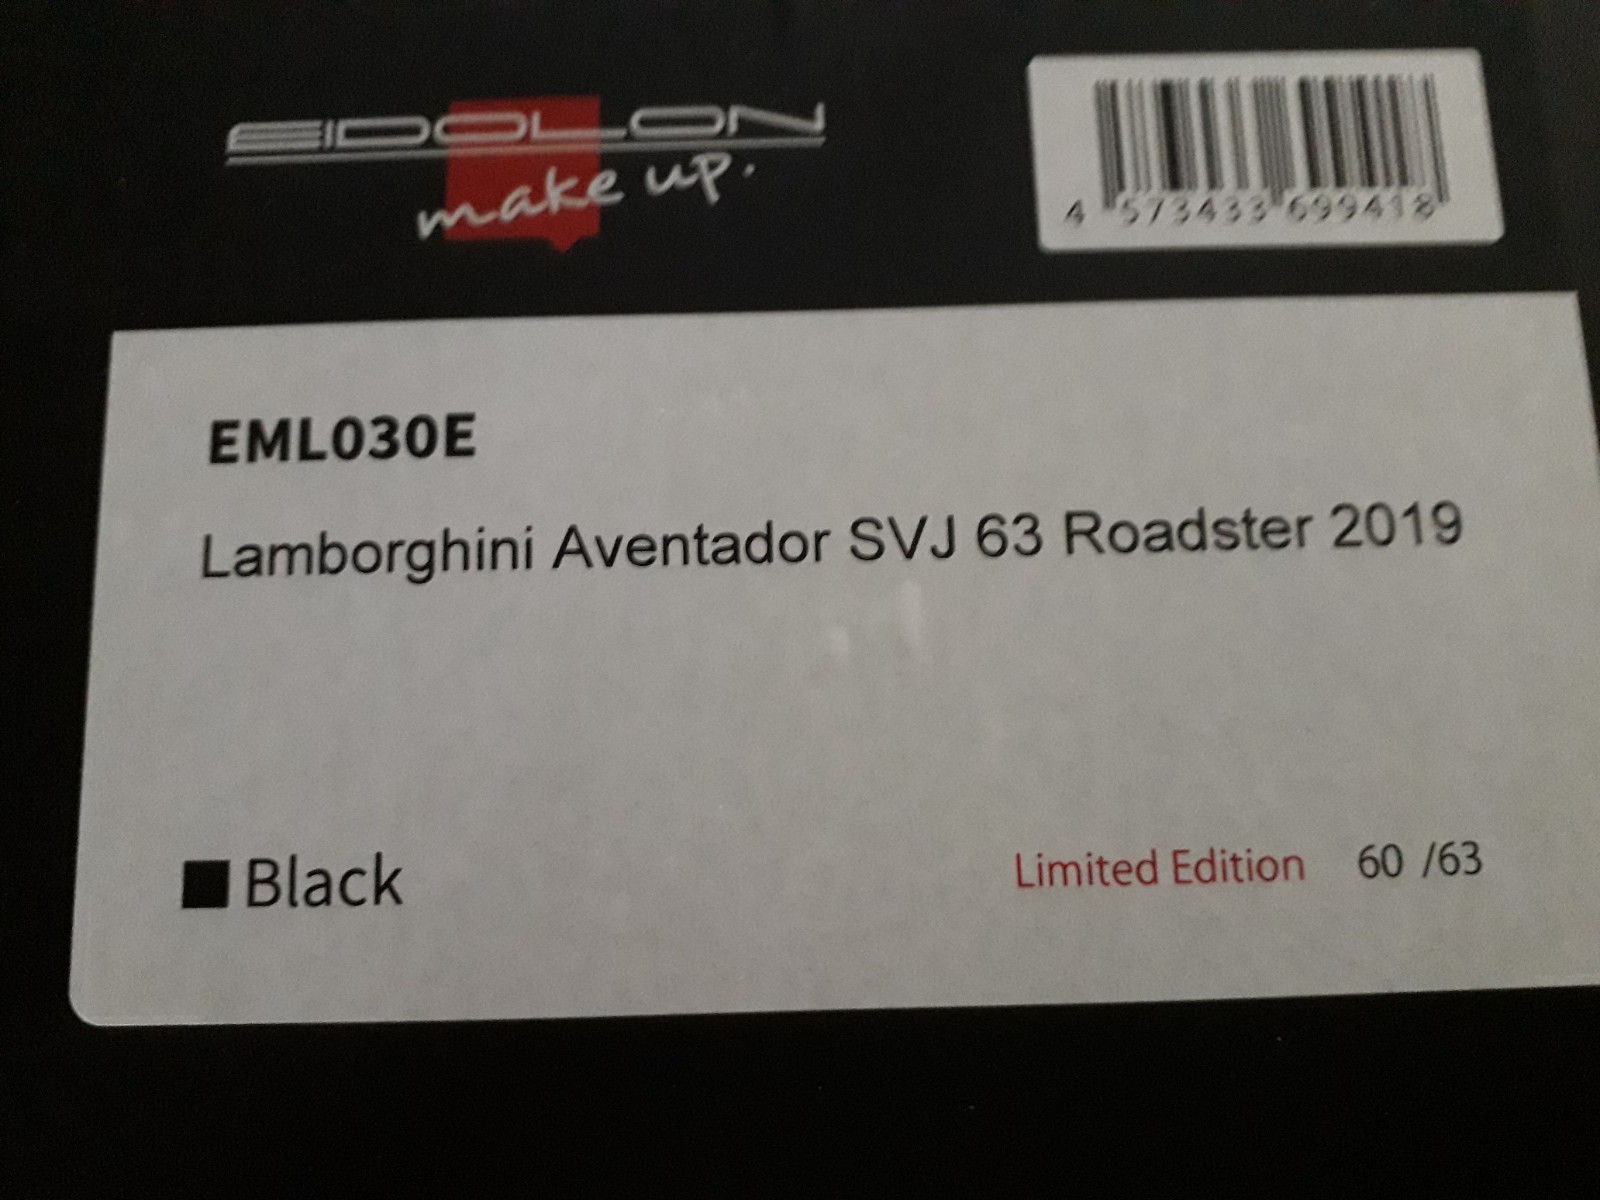 EIDOLON
make up.
4 573433 699418
EML030E
Lamborghini Aventador SVJ 63 Roadster 2019
Black
Limited Edition 60 /63